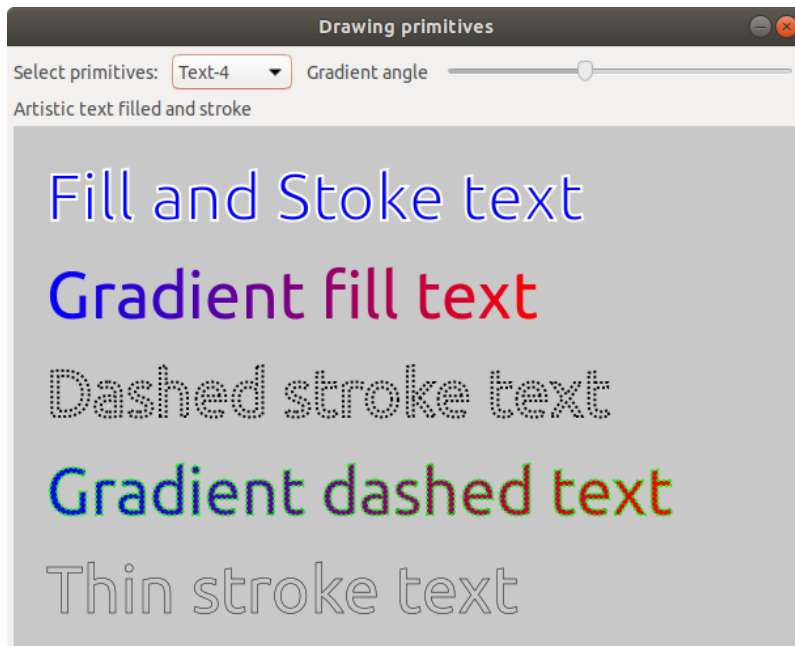 Drawing primitives
Select primitives: Text-4 Gradient angle
Artistic text filled and stroke
Fill and Stoke text
Gradient fill text
Dashed stroke text
Gradient dashed text
Thin stroke text